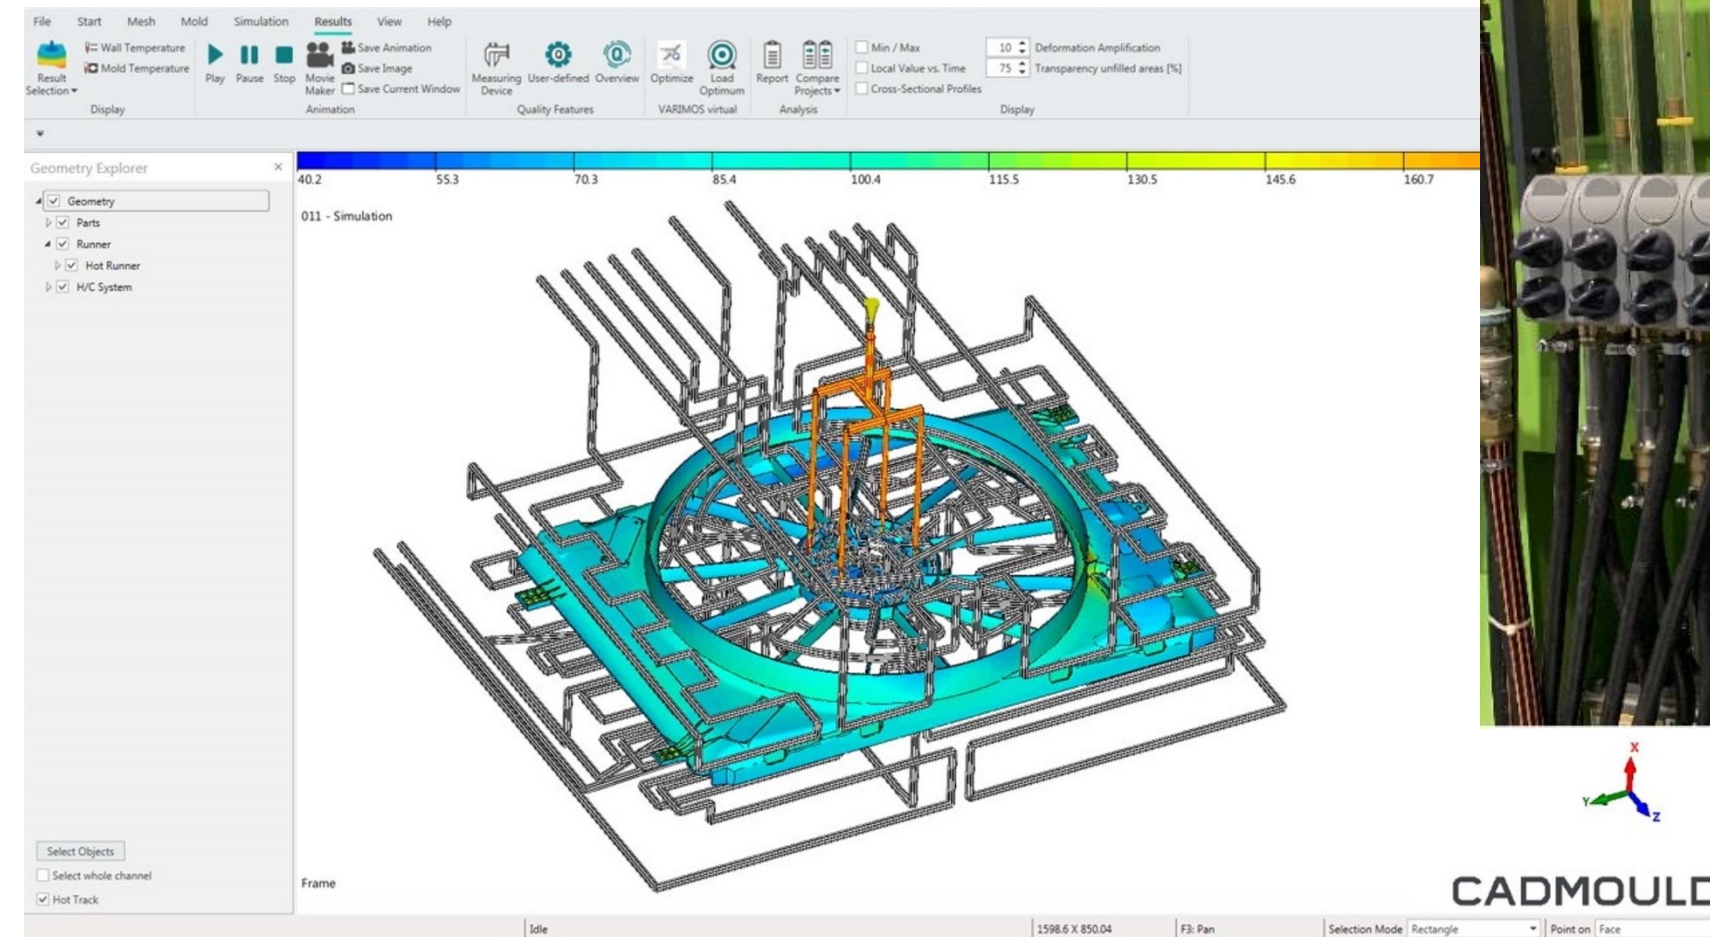 File Start Mesh Mold Simulation Results View Help
Wall Temperature
Mold Temperature
Result Selection
Display
Play Pause Stop Movie Maker
Save Animation
Save Image
Save Current Window
Animation
Measuring Device User-defined Overview
Quality Features
Optimize Load Optimum
VARIMOS virtual
Report Compare Projects
Analysis
Min / Max
Local Value vs. Time
Cross-Sectional Profiles
10 Deformation Amplification
75 Transparency unfilled areas [%]
Display
Geometry Explorer
Geometry
Parts
Runner
Hot Runner
H/C System
40.2 55.3 70.3 85.4 100.4 115.5 130.5 145.6 160.7
011 - Simulation
X
Y
Z
Select Objects
Select whole channel
Hot Track
Frame
CADMOULD
Idle 1598.6 X 850.04 F3: Pan Selection Mode Rectangle Point on Face